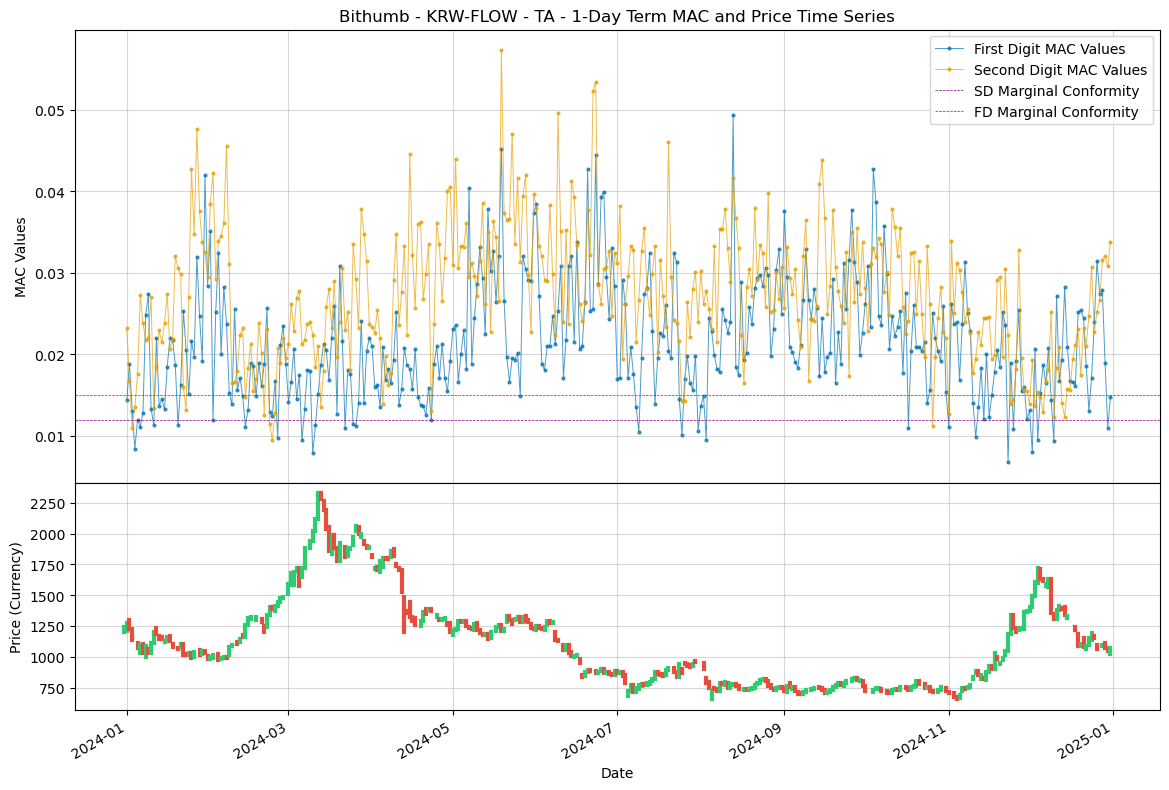 Bithumb - KRW-FLOW - TA - 1-Day Term MAC and Price Time Series
First Digit MAC Values
Second Digit MAC Values
SD Marginal Conformity
FD Marginal Conformity
MAC Values
0.05
0.04
0.03
0.02
0.01
Price (Currency)
2250
2000
1750
1500
1250
1000
750
2024-01
2024-03
2024-05
2024-07
2024-09
2024-11
2025-01
Date